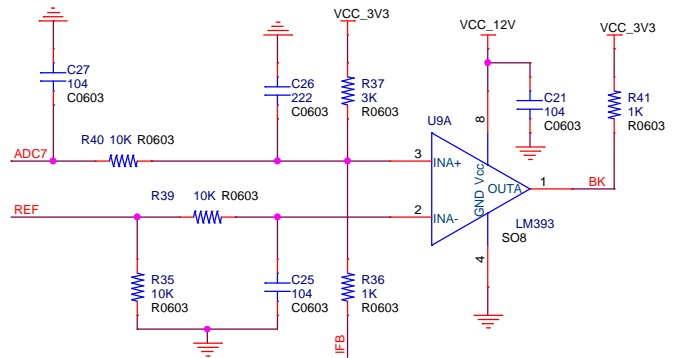 VCC_3V3
VCC_12V
VCC_3V3
C27
104
C0603
C26
222
C0603
R37
3K
R0603
C21
104
C0603
R41
1K
R0603
U9A
8
ADC7
R40 10K R0603
3
INA+
Vcc
OUTA
1
BK
REF
R39 10K R0603
2
INA-
GND
LM393
SO8
4
R35
10K
R0603
C25
104
C0603
R36
1K
R0603
IFB